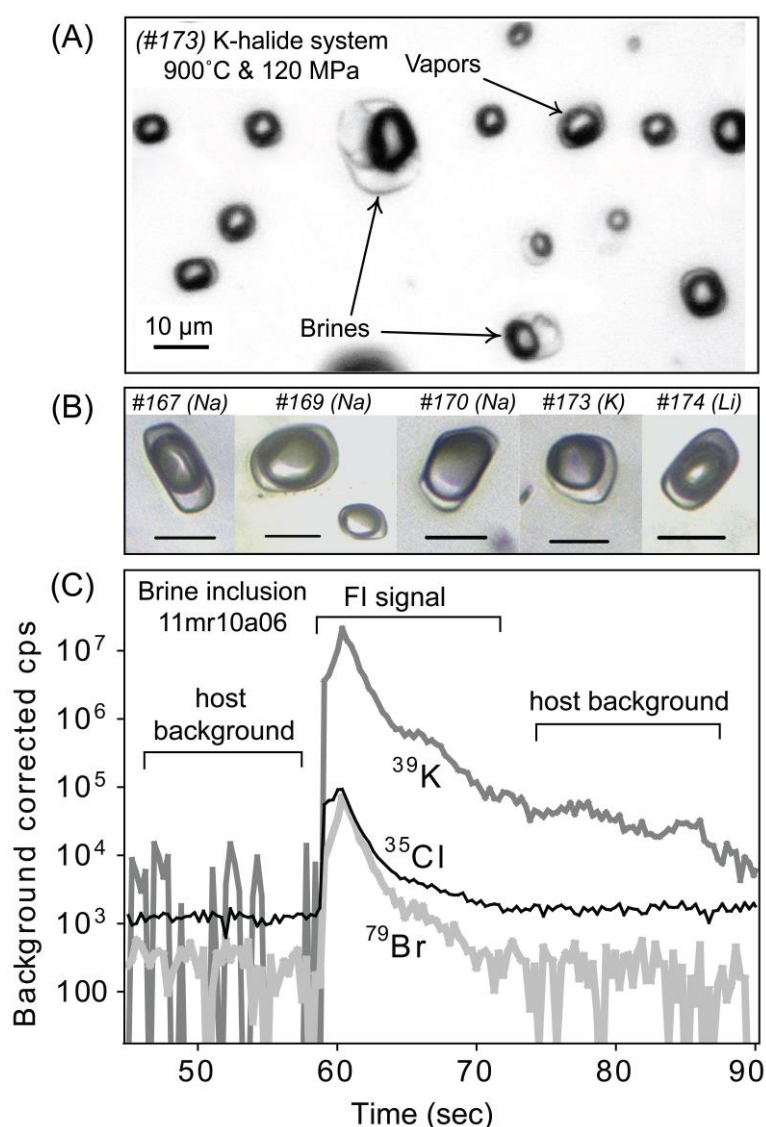 (A)
(#173) K-halide system
900˚C & 120 MPa
Vapors
Brines
10 µm
(B)
#167 (Na)
#169 (Na)
#170 (Na)
#173 (K)
#174 (Li)
(C)
Brine inclusion
11mr10a06
FI signal
host
background
host background
³⁹K
³⁵Cl
⁷⁹Br
Background corrected cps
10⁷
10⁶
10⁵
10⁴
10³
100
50
60
70
80
90
Time (sec)